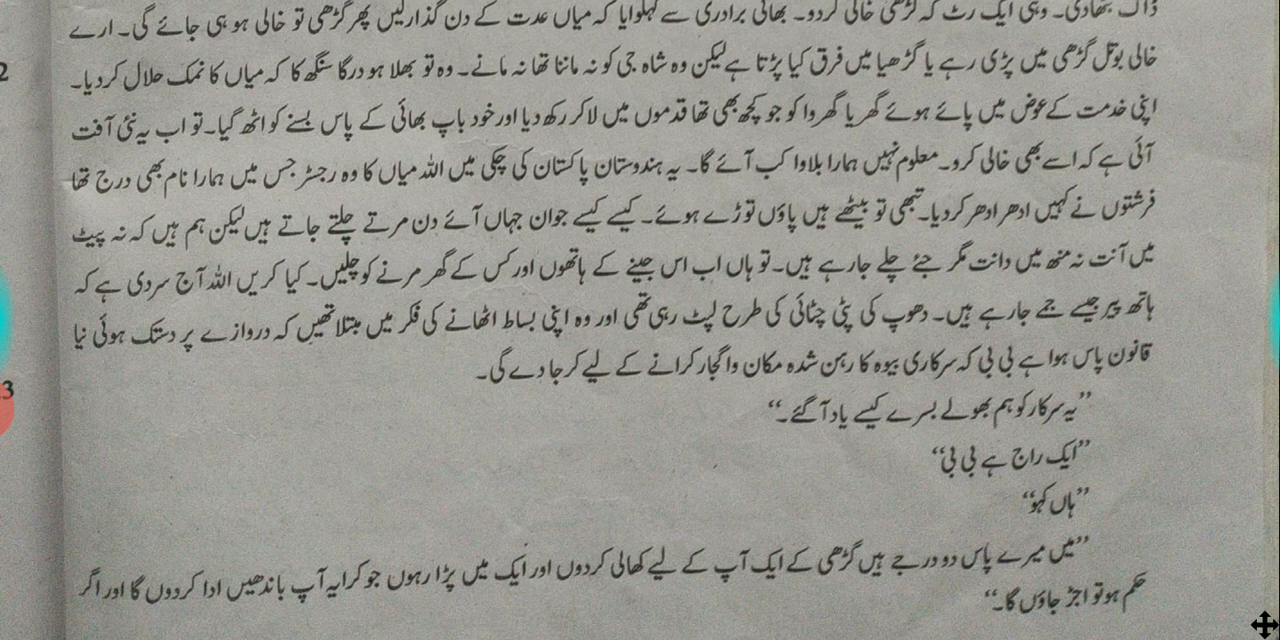 ڈاک بٹھادی۔ وہی ایک رٹ کہ گڑھی خالی کردو۔ بھائی برادری سے کہلوایا کہ میاں عدت کے دن گذارلیں پھر گڑھی تو خالی ہو ہی جائے گی۔ ارے
2
خالی بوتل گڑھی میں پڑی رہے یا گڑھیا میں فرق کیا پڑتا ہے لیکن وہ شاہ جی کو نہ ماننا تھا نہ مانے۔ وہ تو بھلا ہو درگا سنگھ کا کہ میاں کا نمک حلال کردیا۔
اپنی خدمت کے عوض میں پائے ہوئے گھر یا گھروا کو جو کچھ بھی تھا قدموں میں لاکر رکھ دیا اور خود باپ بھائی کے پاس بسنے کو اٹھ گیا۔ تو اب یہ نئی آفت
آئی ہے کہ اسے بھی خالی کرو۔ معلوم نہیں ہمارا بلاوا کب آئے گا۔ یہ ہندوستان پاکستان کی چکی میں اللہ میاں کا وہ رجسٹر جس میں ہمارا نام بھی درج تھا
فرشتوں نے کہیں ادھر ادھر کردیا۔ تبھی تو بیٹھے ہیں پاؤں توڑے ہوئے۔ کیسے کیسے جوان جہاں آئے دن مرتے چلتے جاتے ہیں لیکن ہم ہیں کہ نہ پیٹ
میں آنت نہ منھ میں دانت مگر جئے چلے جارہے ہیں۔ تو ہاں اب اس جینے کے ہاتھوں اور کس کے گھر مرنے کو چلیں۔ کیا کریں اللہ آج سردی ہے کہ
ہاتھ پیر جیسے جمے جارہے ہیں۔ دھوپ کی پٹی چٹائی کی طرح لپٹ رہی تھی اور وہ اپنی بساط اٹھانے کی فکر میں مبتلا تھیں کہ دروازے پر دستک ہوئی نیا
قانون پاس ہوا ہے بی بی کہ سرکاری بیوہ کا رہن شدہ مکان واگجار کرانے کے لیے کرجا دے گی۔
3
”یہ سرکار کو ہم بھولے بسرے کیسے یاد آگئے۔“
”ایک راج ہے بی بی“
”ہاں کہو“
”میں میرے پاس دو درجے ہیں گڑھی کے ایک آپ کے لیے کھالی کردوں اور ایک میں پڑا رہوں جو کرایہ آپ باندھیں ادا کردوں گا اور اگر
حکم ہو تو اجڑ جاؤں گا۔“